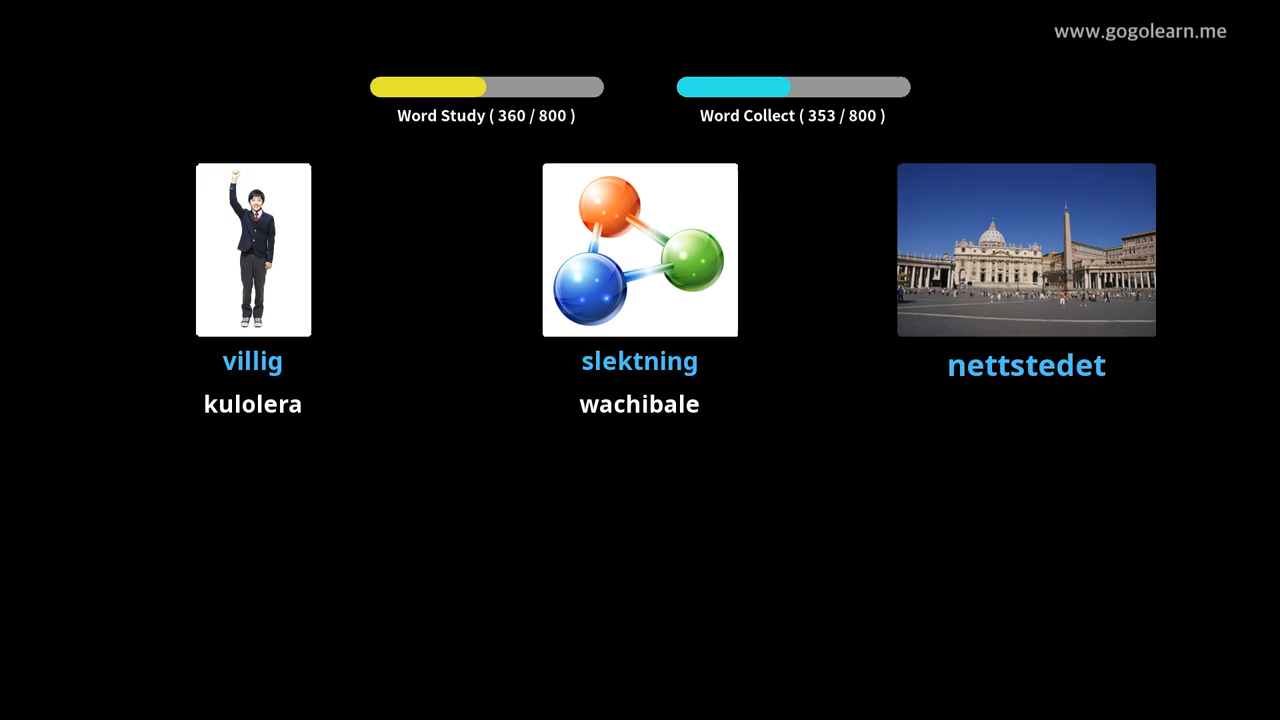 www.gogolearn.me
Word Study ( 360 / 800 )
Word Collect ( 353 / 800 )
villig
slektning
nettstedet
kulolera
wachibale